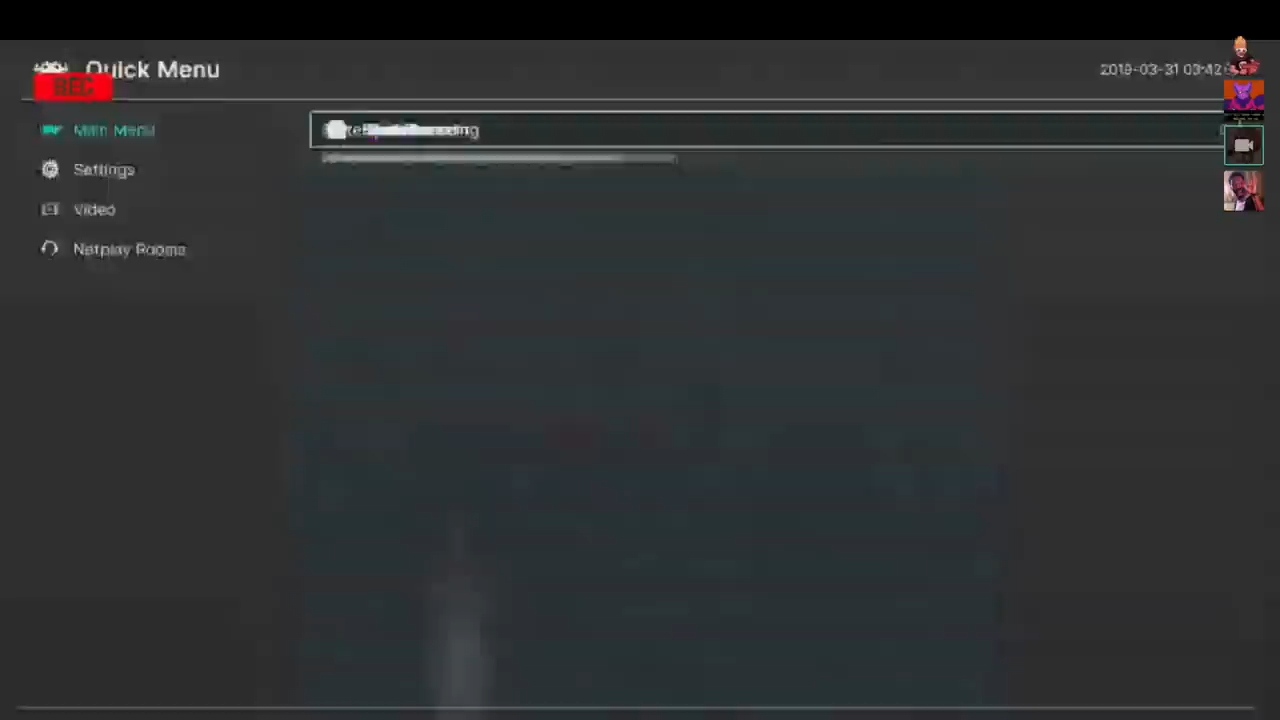 Quick Menu
2019-03-31 03:42
REC
Main Menu
Settings
Video
Netplay Rooms